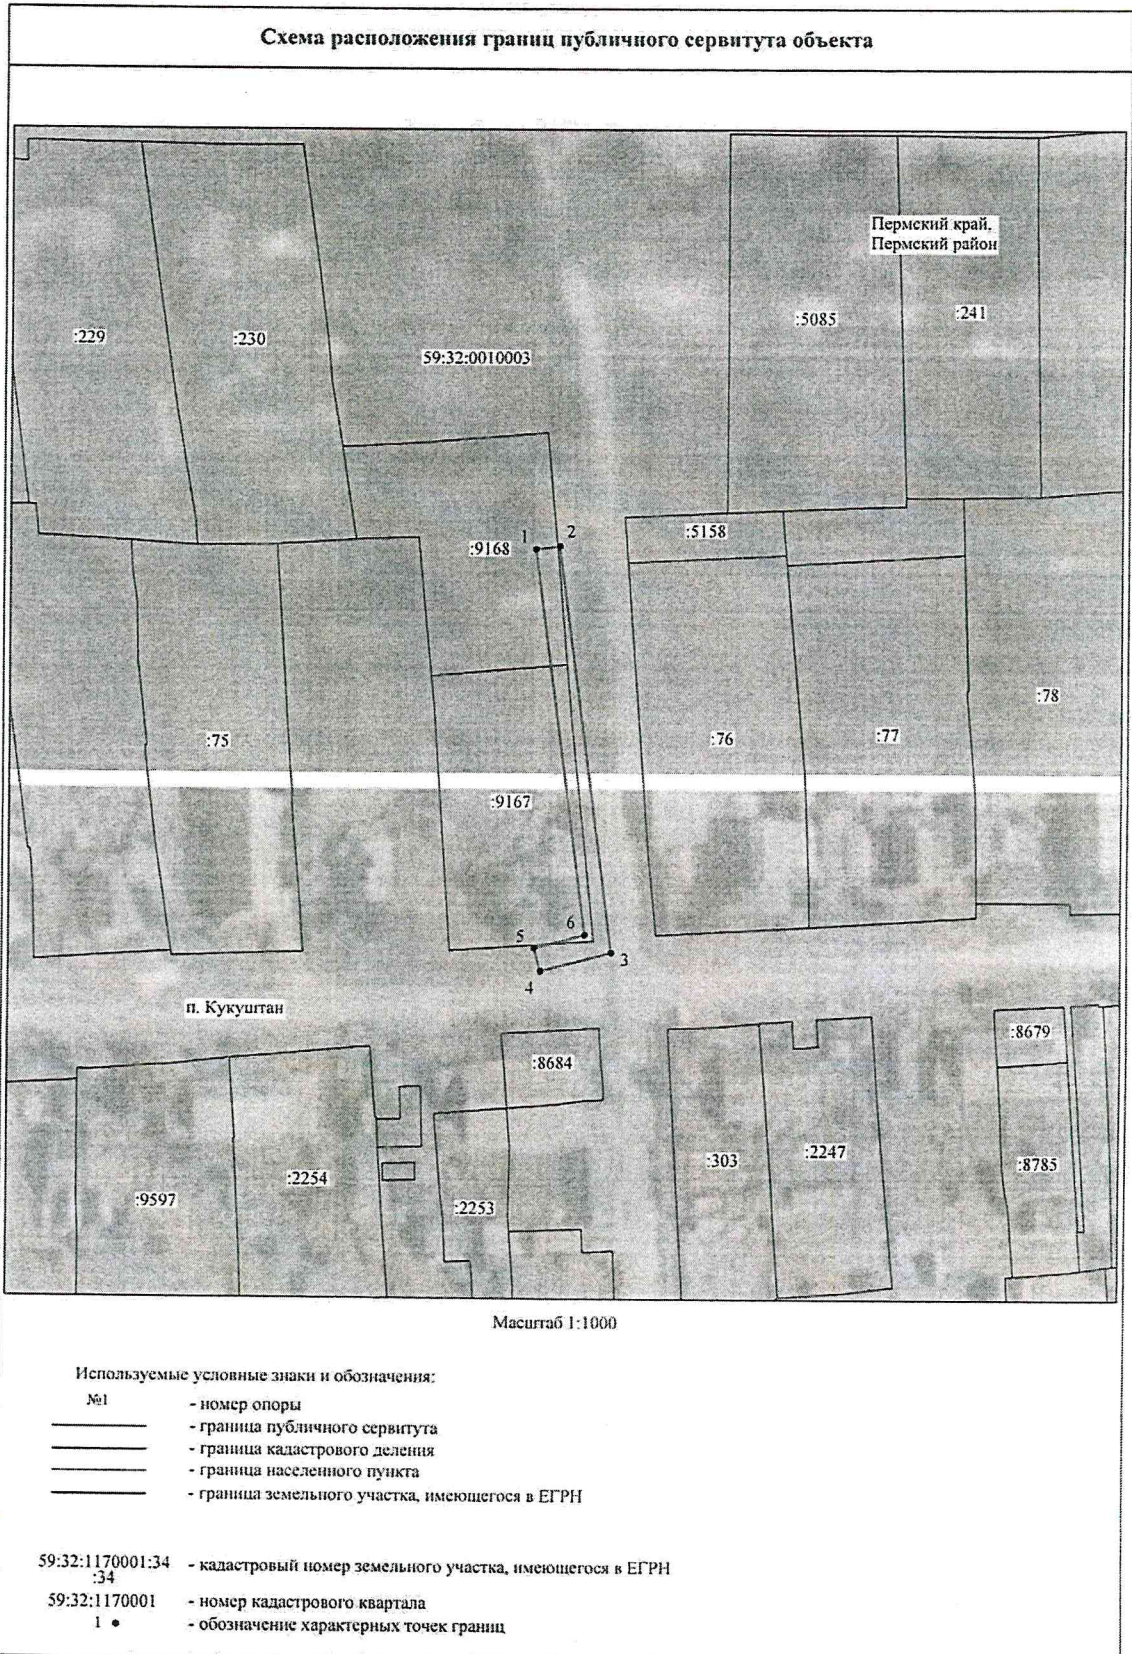 Схема расположения границ публичного сервитута объекта
Пермский край,
Пермский район
:229
:230
59:32:0010003
:5085
:241
:9168
1
2
:5158
:75
:76
:77
:78
:9167
6
5
3
4
п. Кукуштан
:8684
:8679
:303
:2247
:8785
:9597
:2254
:2253
Масштаб 1:1000
Используемые условные знаки и обозначения:
№1 - номер опоры
- граница публичного сервитута
- граница кадастрового деления
- граница населенного пункта
- граница земельного участка, имеющегося в ЕГРН
59:32:1170001:34 - кадастровый номер земельного участка, имеющегося в ЕГРН
:34
59:32:1170001 - номер кадастрового квартала
1 - обозначение характерных точек границ